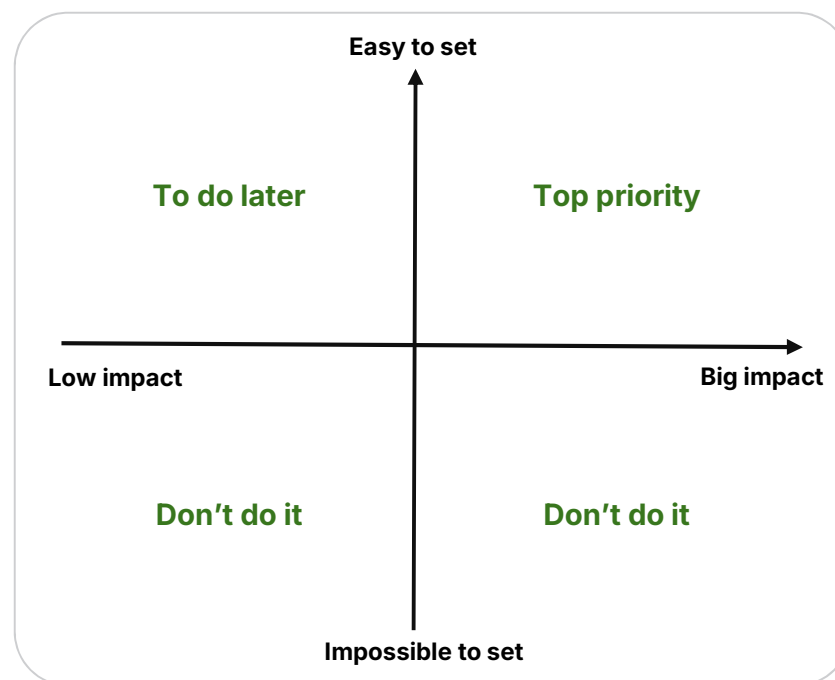 Easy to set
To do later
Top priority
Low impact
Big impact
Don’t do it
Don’t do it
Impossible to set